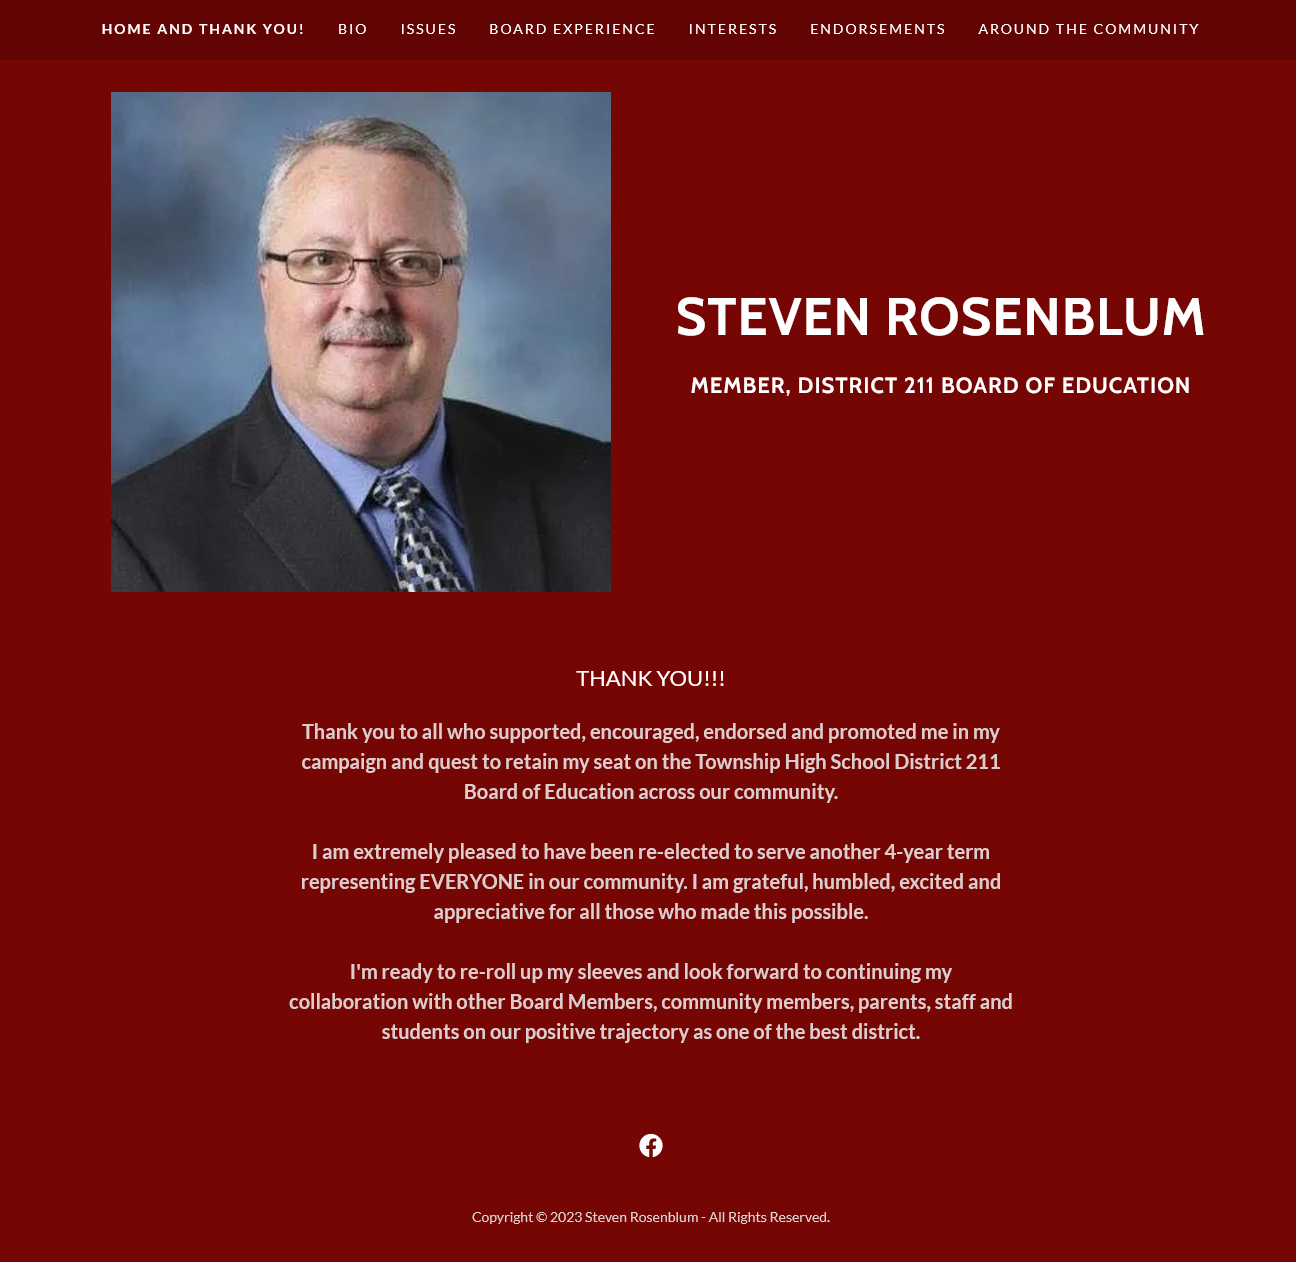 HOME AND THANK YOU! BIO ISSUES BOARD EXPERIENCE INTERESTS ENDORSEMENTS AROUND THE COMMUNITY
STEVEN ROSENBLUM
MEMBER, DISTRICT 211 BOARD OF EDUCATION
THANK YOU!!!
Thank you to all who supported, encouraged, endorsed and promoted me in my
campaign and quest to retain my seat on the Township High School District 211
Board of Education across our community.
I am extremely pleased to have been re-elected to serve another 4-year term
representing EVERYONE in our community. I am grateful, humbled, excited and
appreciative for all those who made this possible.
I'm ready to re-roll up my sleeves and look forward to continuing my
collaboration with other Board Members, community members, parents, staff and
students on our positive trajectory as one of the best district.
Copyright © 2023 Steven Rosenblum - All Rights Reserved.